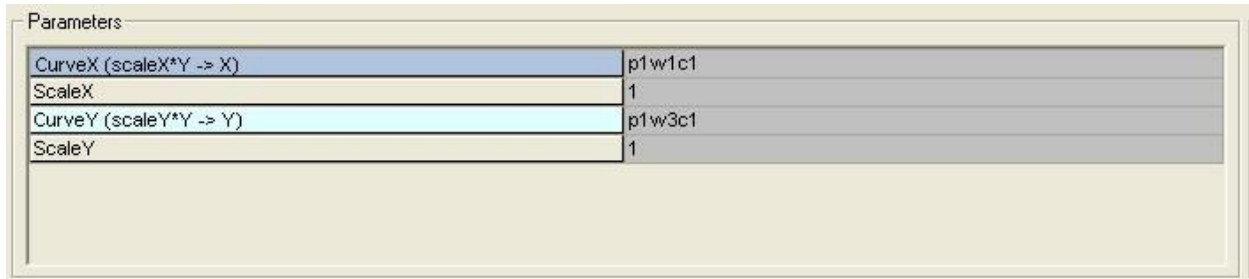 Parameters
CurveX (scaleX*Y -> X) p1w1c1
ScaleX 1
CurveY (scaleY*Y -> Y) p1w3c1
ScaleY 1